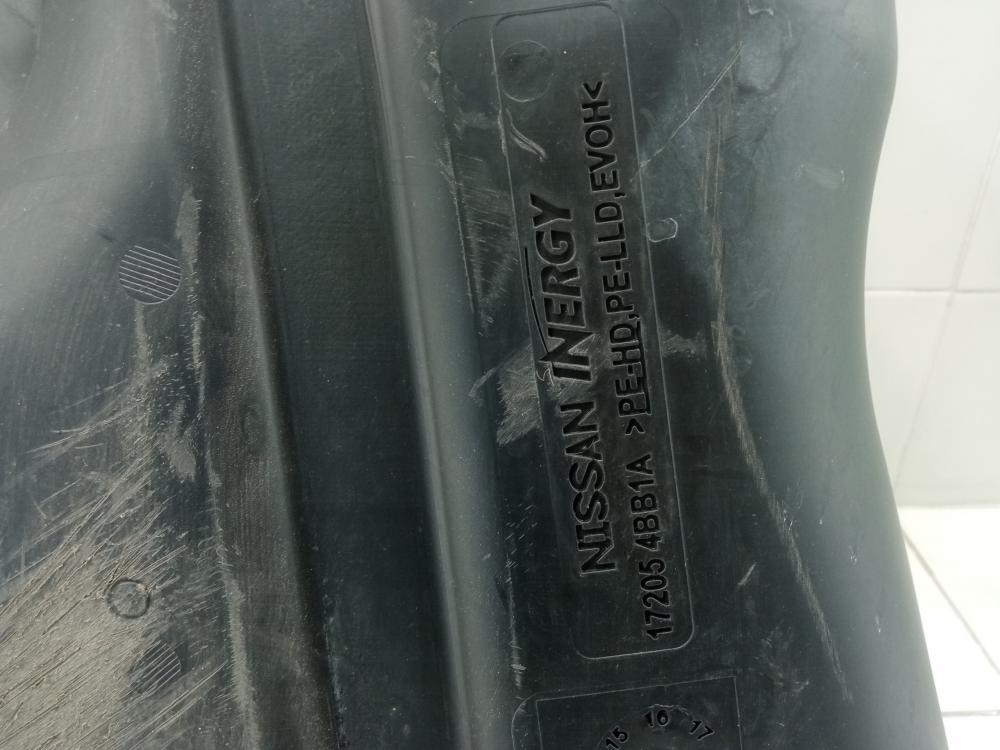 NISSAN INERGY
17205 4BB1A >PE-HD,PE-LLD,EVOH<
15 16 17